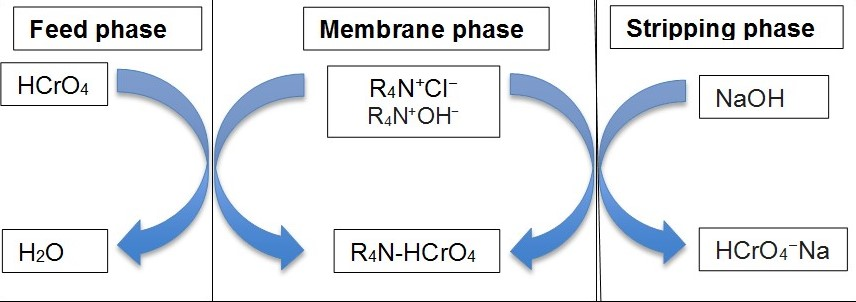 Feed phase
Membrane phase
Stripping phase
HCrO₄
R₄N⁺Cl⁻
R₄N⁺OH⁻
NaOH
H₂O
R₄N-HCrO₄
HCrO₄⁻Na